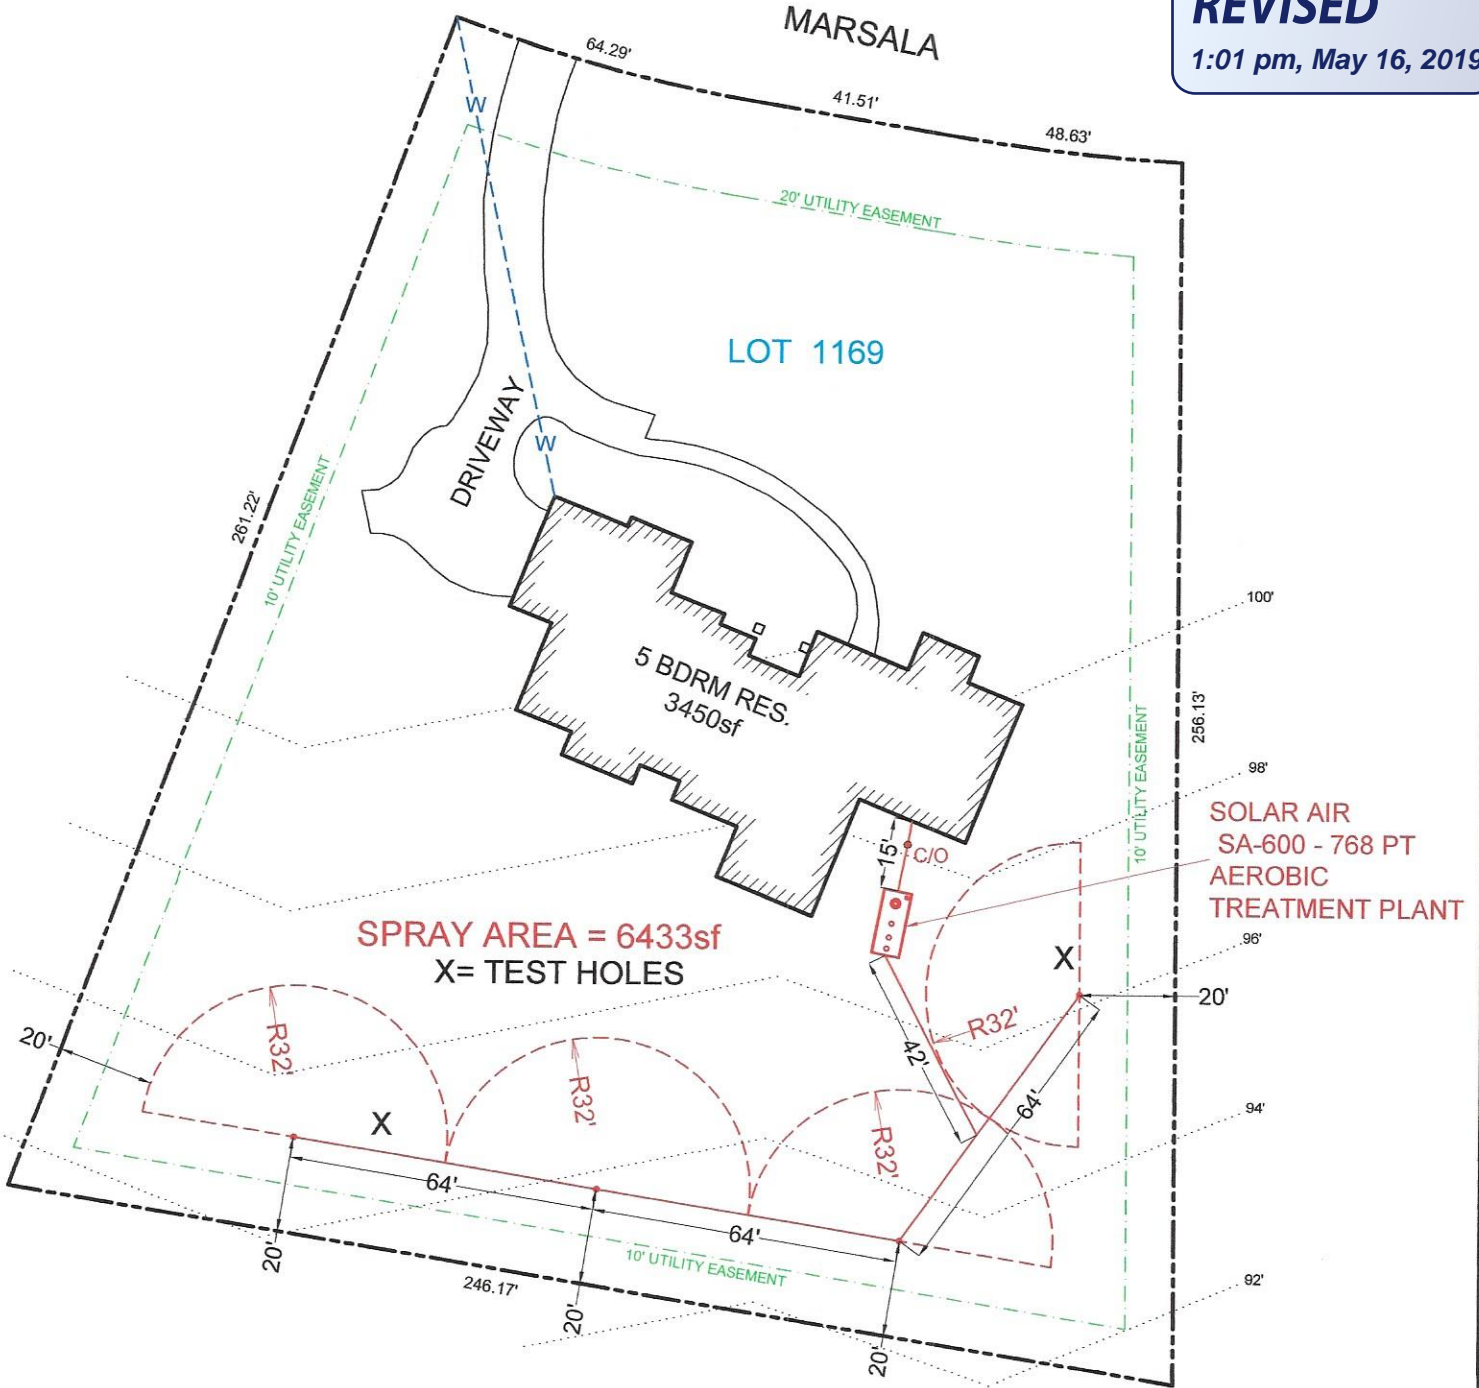 REVISED
1:01 pm, May 16, 2019
MARSALA
64.29'
41.51'
48.63'
W
20' UTILITY EASEMENT
LOT 1169
DRIVEWAY
W
261.22'
10' UTILITY EASEMENT
5 BDRM RES.
3450sf
100'
256.13'
10' UTILITY EASEMENT
98'
SOLAR AIR
SA-600 - 768 PT
AEROBIC
TREATMENT PLANT
15'
C/O
SPRAY AREA = 6433sf
X= TEST HOLES
X
96'
20'
R32'
42'
64'
20'
R32'
X
R32'
R32'
94'
64'
64'
20'
20'
20'
246.17'
10' UTILITY EASEMENT
92'